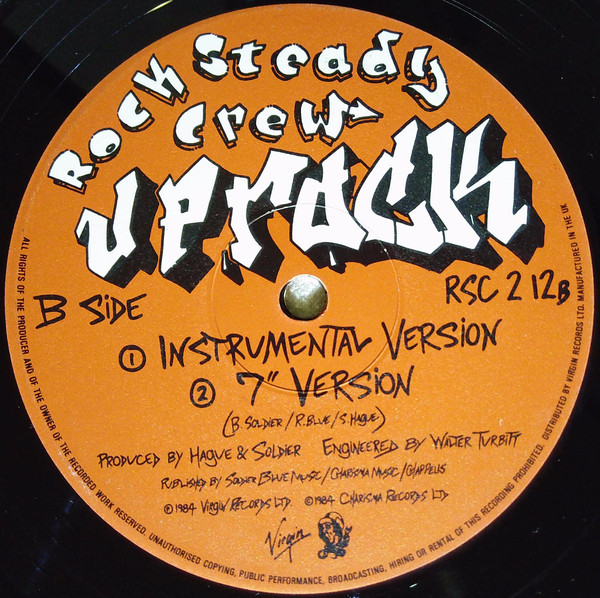 Rock Steady
Crew
UPROCK
B SIDE
RSC 2 12B
① INSTRUMENTAL VERSION
② 7" VERSION
(B. SOLDIER / R. BLUE / S. HAGUE)
PRODUCED BY HAGUE & SOLDIER ENGINEERED BY WALTER TURBITT
PUBLISHED BY SOLDIER BLUE MUSIC / CHARISMA MUSIC / CHAPPELLS
℗1984 VIRGIN RECORDS LTD. ©1984 CHARISMA RECORDS LTD
Virgin
ALL RIGHTS OF THE PRODUCER AND OF THE OWNER OF THE RECORDED WORK RESERVED. UNAUTHORISED COPYING, PUBLIC PERFORMANCE, BROADCASTING, HIRING OR RENTAL OF THIS RECORDING PROHIBITED. DISTRIBUTED BY VIRGIN RECORDS LTD. MANUFACTURED IN THE UK